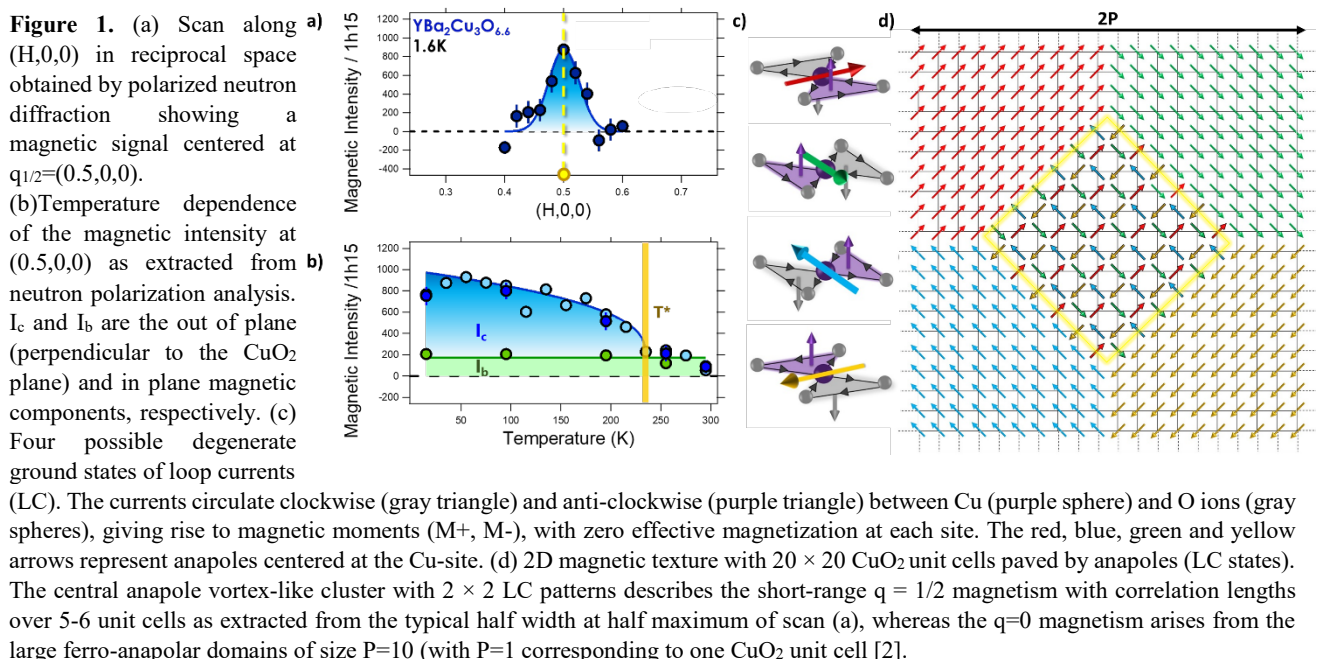 Figure 1. (a) Scan along
(H,0,0) in reciprocal space
obtained by polarized neutron
diffraction showing a
magnetic signal centered at
q1/2=(0.5,0,0).
(b)Temperature dependence
of the magnetic intensity at
(0.5,0,0) as extracted from
neutron polarization analysis.
Ic and Ib are the out of plane
(perpendicular to the CuO2
plane) and in plane magnetic
components, respectively. (c)
Four possible degenerate
ground states of loop currents
a)
YBa2Cu3O6.6
1.6K
Magnetic Intensity / 1h15
1200
1000
800
600
400
200
0
-200
-400
0.3 0.4 0.5 0.6 0.7
(H,0,0)
b)
Magnetic Intensity /1h15
1200
1000
800
600
400
200
0
-200
T*
Ic
Ib
50 100 150 200 250 300
Temperature (K)
c)
d)
2P
(LC). The currents circulate clockwise (gray triangle) and anti-clockwise (purple triangle) between Cu (purple sphere) and O ions (gray
spheres), giving rise to magnetic moments (M+, M-), with zero effective magnetization at each site. The red, blue, green and yellow
arrows represent anapoles centered at the Cu-site. (d) 2D magnetic texture with 20 × 20 CuO2 unit cells paved by anapoles (LC states).
The central anapole vortex-like cluster with 2 × 2 LC patterns describes the short-range q = 1/2 magnetism with correlation lengths
over 5-6 unit cells as extracted from the typical half width at half maximum of scan (a), whereas the q=0 magnetism arises from the
large ferro-anapolar domains of size P=10 (with P=1 corresponding to one CuO2 unit cell [2].